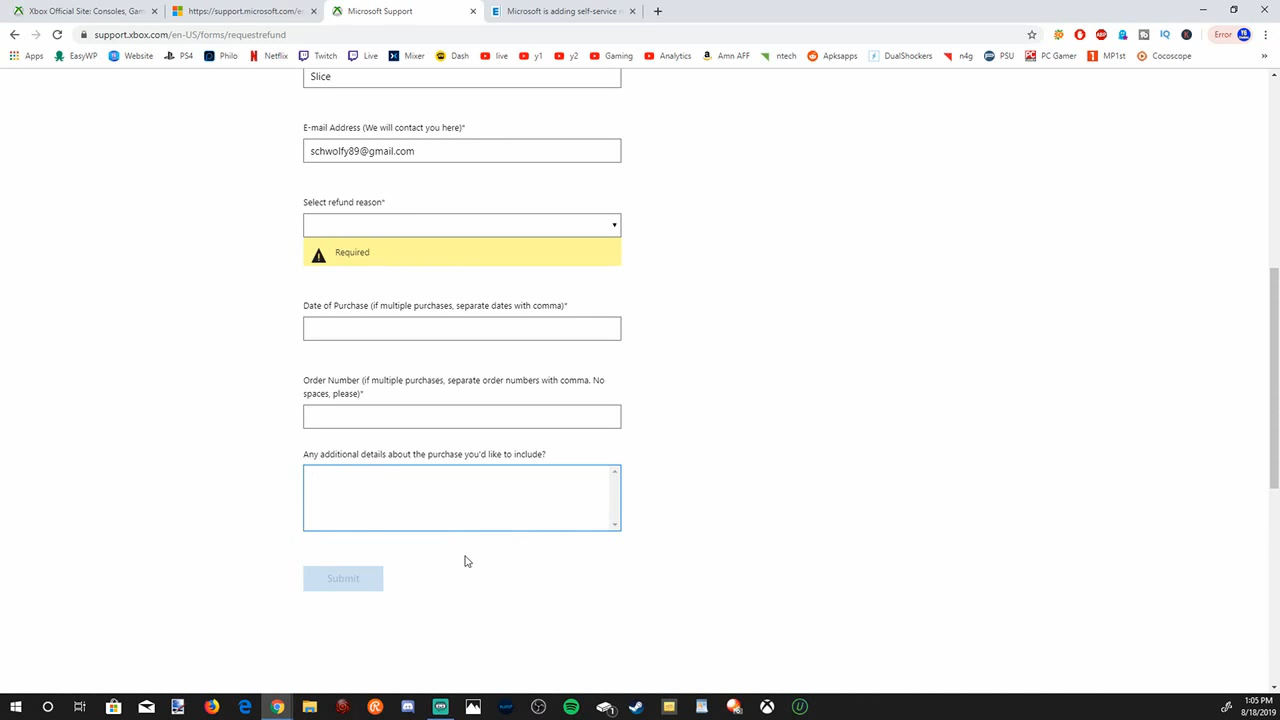 Xbox Official Site: Consoles, Gam
https://support.microsoft.com/e
Microsoft Support
Microsoft is adding self-service r
support.xbox.com/en-US/forms/requestrefund
Error
Apps
EasyWP
Website
PS4
Philo
Netflix
Twitch
Live
Mixer
Dash
live
y1
y2
Gaming
Analytics
Amn AFF
ntech
Apksapps
DualShockers
n4g
PSU
PC Gamer
MP1st
Cocoscope
Slice
E-mail Address (We will contact you here)*
schwolfy89@gmail.com
Select refund reason*
Required
Date of Purchase (if multiple purchases, separate dates with comma)*
Order Number (if multiple purchases, separate order numbers with comma. No
spaces, please)*
Any additional details about the purchase you'd like to include?
Submit
1:05 PM
8/18/2019